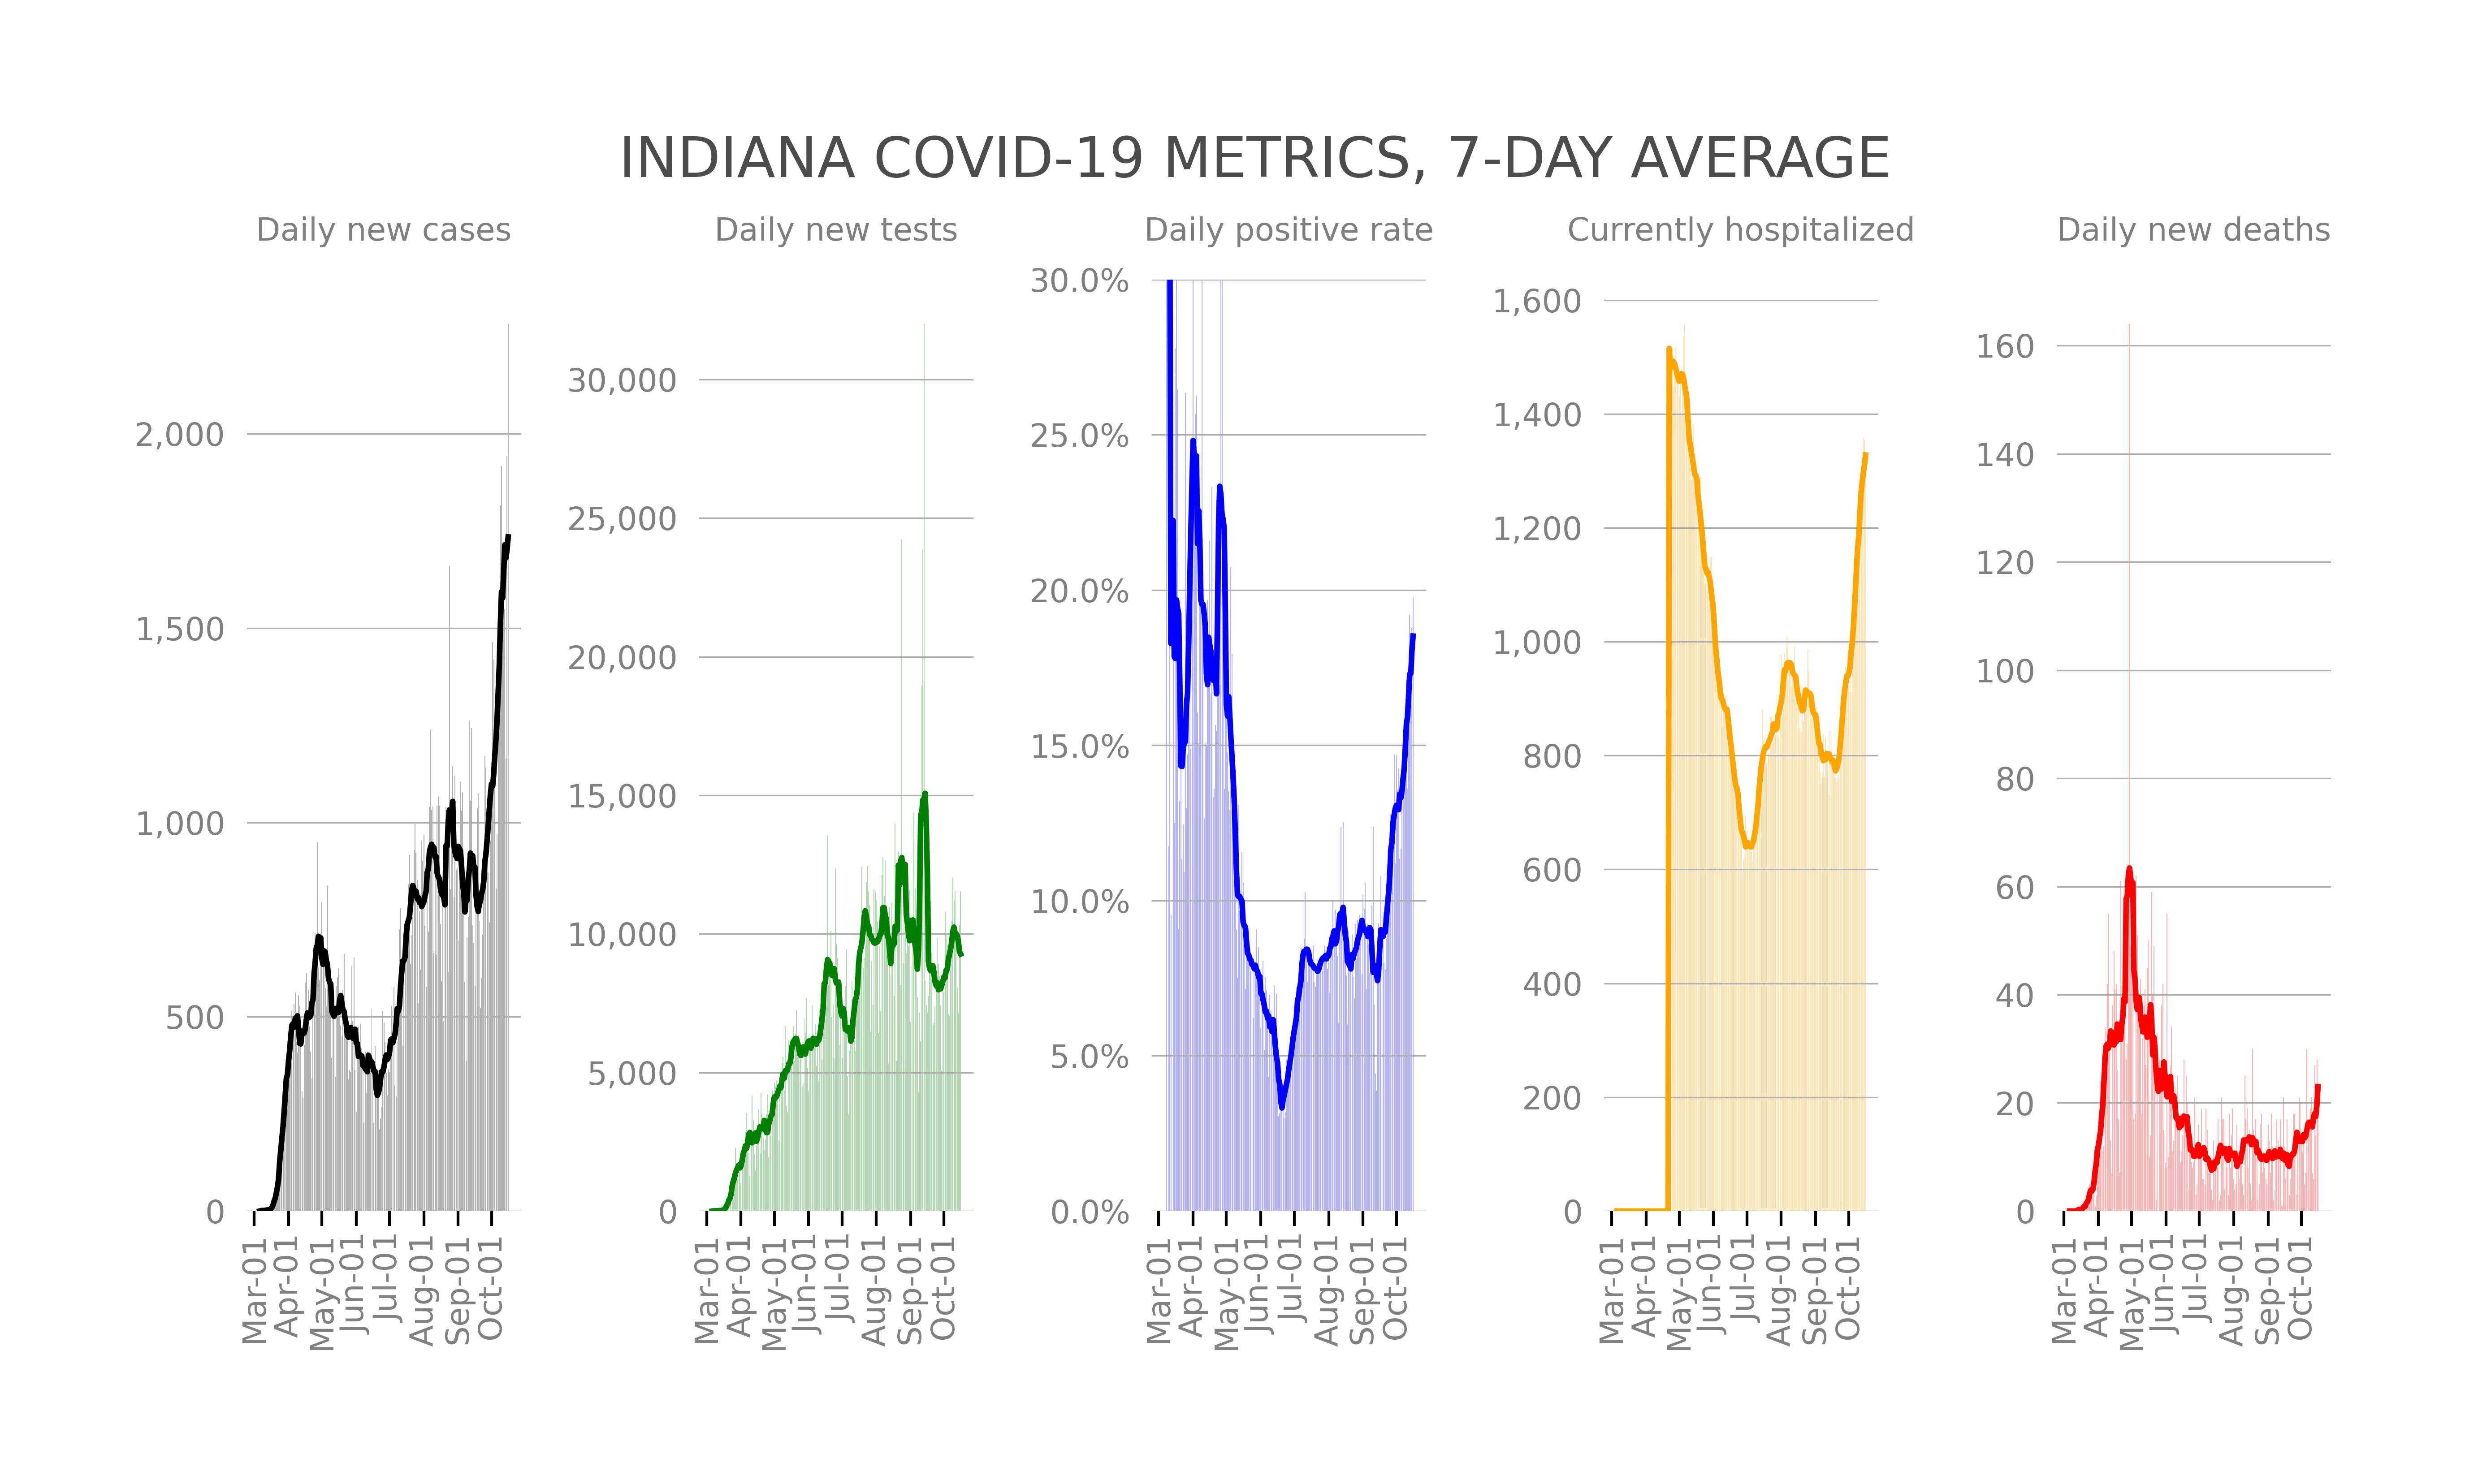 INDIANA COVID-19 METRICS, 7-DAY AVERAGE
Daily new cases
2,000
1,500
1,000
500
0
Mar-01
Apr-01
May-01
Jun-01
Jul-01
Aug-01
Sep-01
Oct-01
Daily new tests
30,000
25,000
20,000
15,000
10,000
5,000
0
Mar-01
Apr-01
May-01
Jun-01
Jul-01
Aug-01
Sep-01
Oct-01
Daily positive rate
30.0%
25.0%
20.0%
15.0%
10.0%
5.0%
0.0%
Mar-01
Apr-01
May-01
Jun-01
Jul-01
Aug-01
Sep-01
Oct-01
Currently hospitalized
1,600
1,400
1,200
1,000
800
600
400
200
0
Mar-01
Apr-01
May-01
Jun-01
Jul-01
Aug-01
Sep-01
Oct-01
Daily new deaths
160
140
120
100
80
60
40
20
0
Mar-01
Apr-01
May-01
Jun-01
Jul-01
Aug-01
Sep-01
Oct-01